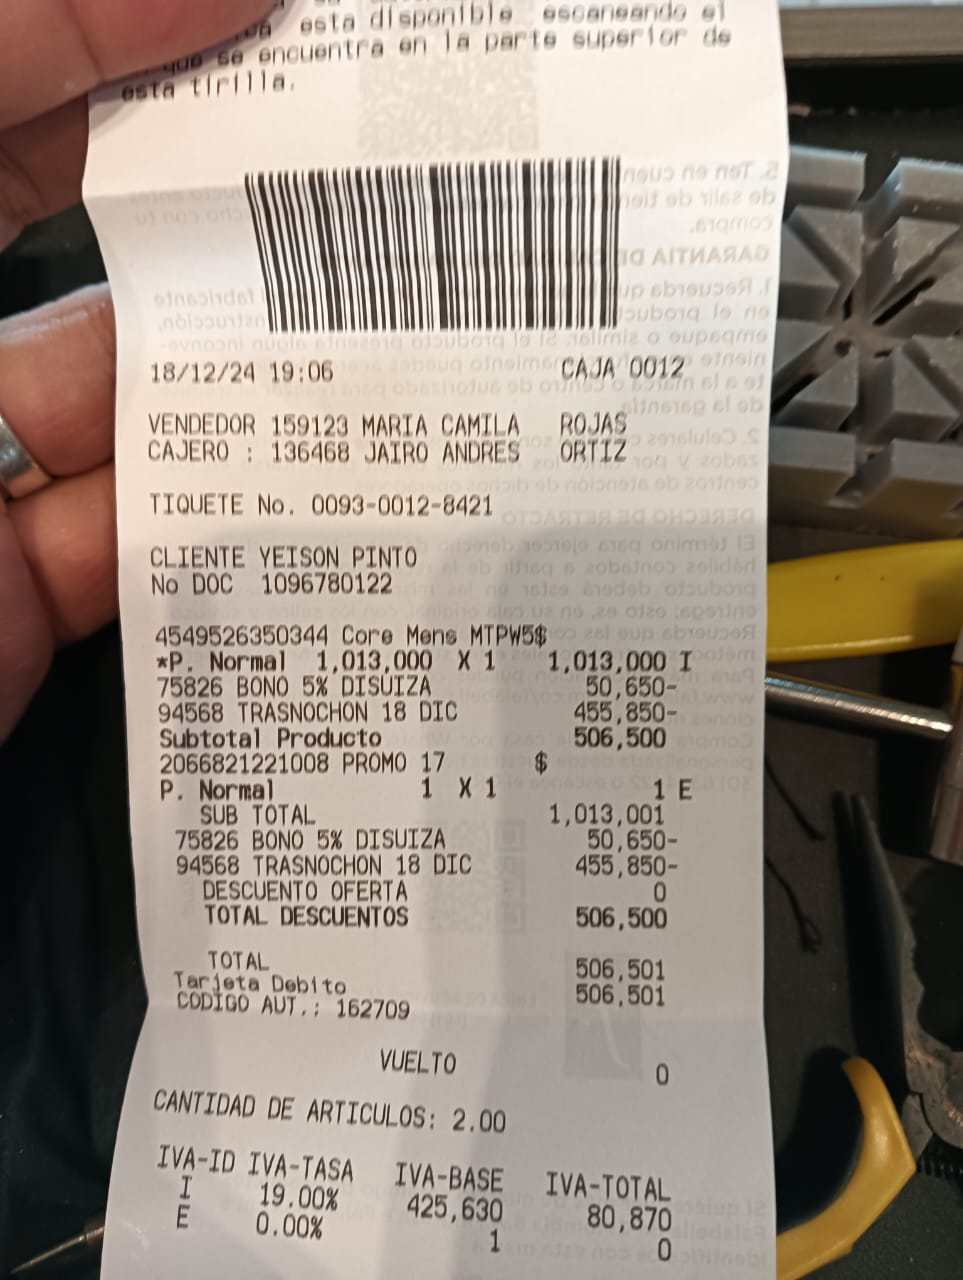 esta disponible escaneando el
que se encuentra en la parte superior de
esta tirilla.
18/12/24 19:06 CAJA 0012
VENDEDOR 159123 MARIA CAMILA ROJAS
CAJERO : 136468 JAIRO ANDRES ORTIZ
TIQUETE No. 0093-0012-8421
CLIENTE YEISON PINTO
No DOC 1096780122
4549526350344 Core Mens MTPW5$
*P. Normal 1,013,000 X 1 1,013,000 I
75826 BONO 5% DISUIZA 50,650-
94568 TRASNOCHON 18 DIC 455,850-
Subtotal Producto 506,500
2066821221008 PROMO 17 $
P. Normal 1 X 1 1 E
SUB TOTAL 1,013,001
75826 BONO 5% DISUIZA 50,650-
94568 TRASNOCHON 18 DIC 455,850-
DESCUENTO OFERTA 0
TOTAL DESCUENTOS 506,500
TOTAL 506,501
Tarjeta Debito 506,501
CODIGO AUT.: 162709
VUELTO 0
CANTIDAD DE ARTICULOS: 2.00
IVA-ID IVA-TASA IVA-BASE IVA-TOTAL
I 19.00% 425,630 80,870
E 0.00% 1 0